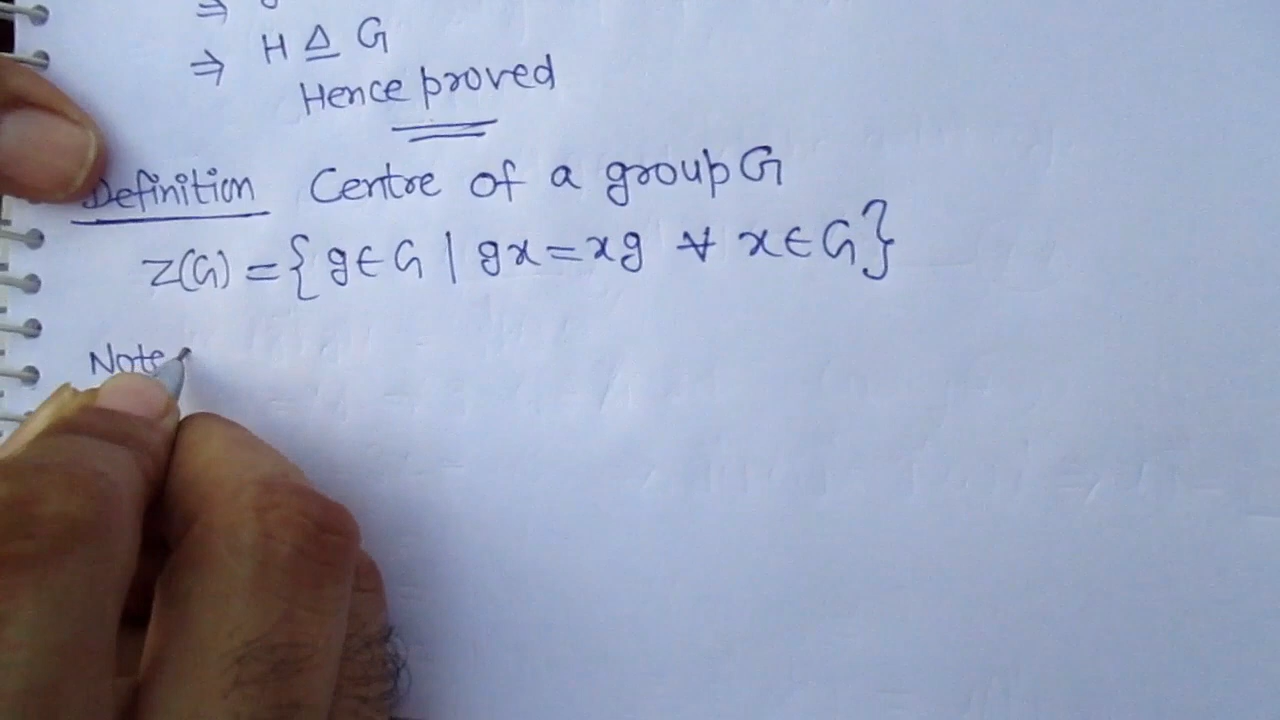 ⇒
⇒ H ⊴ G
Hence proved
Definition Centre of a group G
Z(G) = { g ∈ G | gx = xg ∀ x ∈ G }
Note